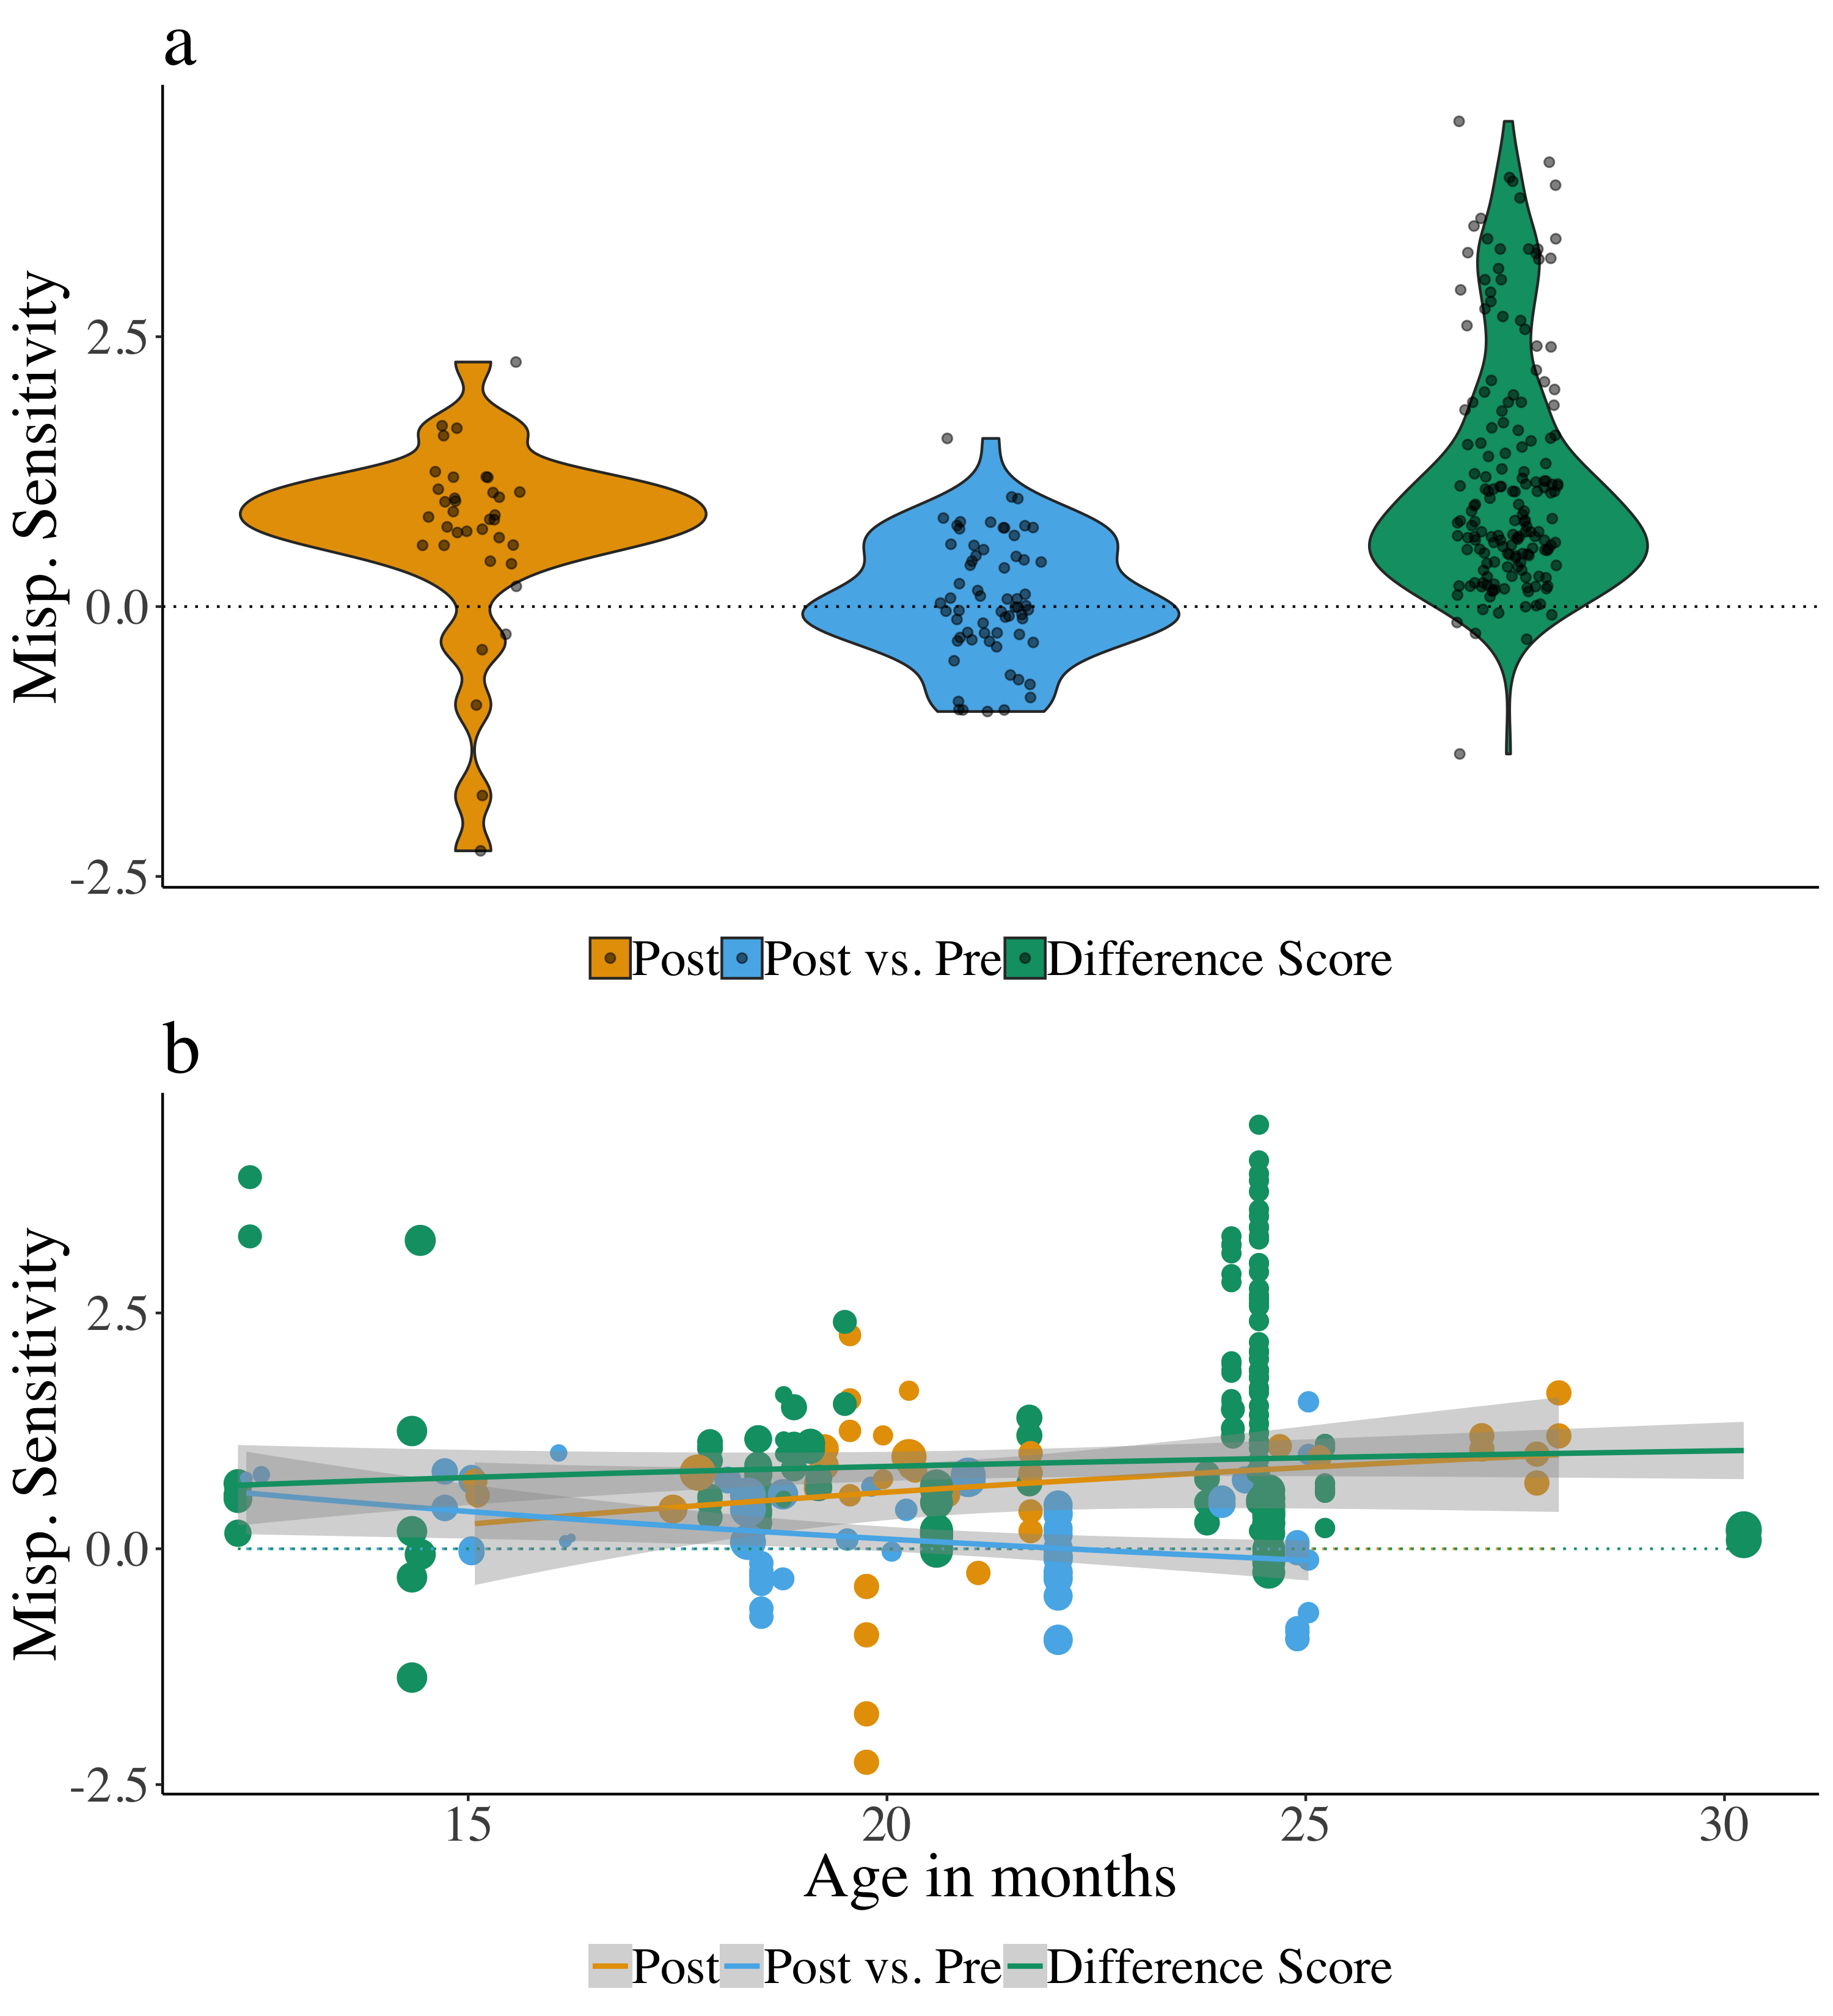 a
Misp. Sensitivity
2.5
0.0
-2.5
Post Post vs. Pre Difference Score
b
Misp. Sensitivity
2.5
0.0
-2.5
15 20 25 30
Age in months
Post Post vs. Pre Difference Score